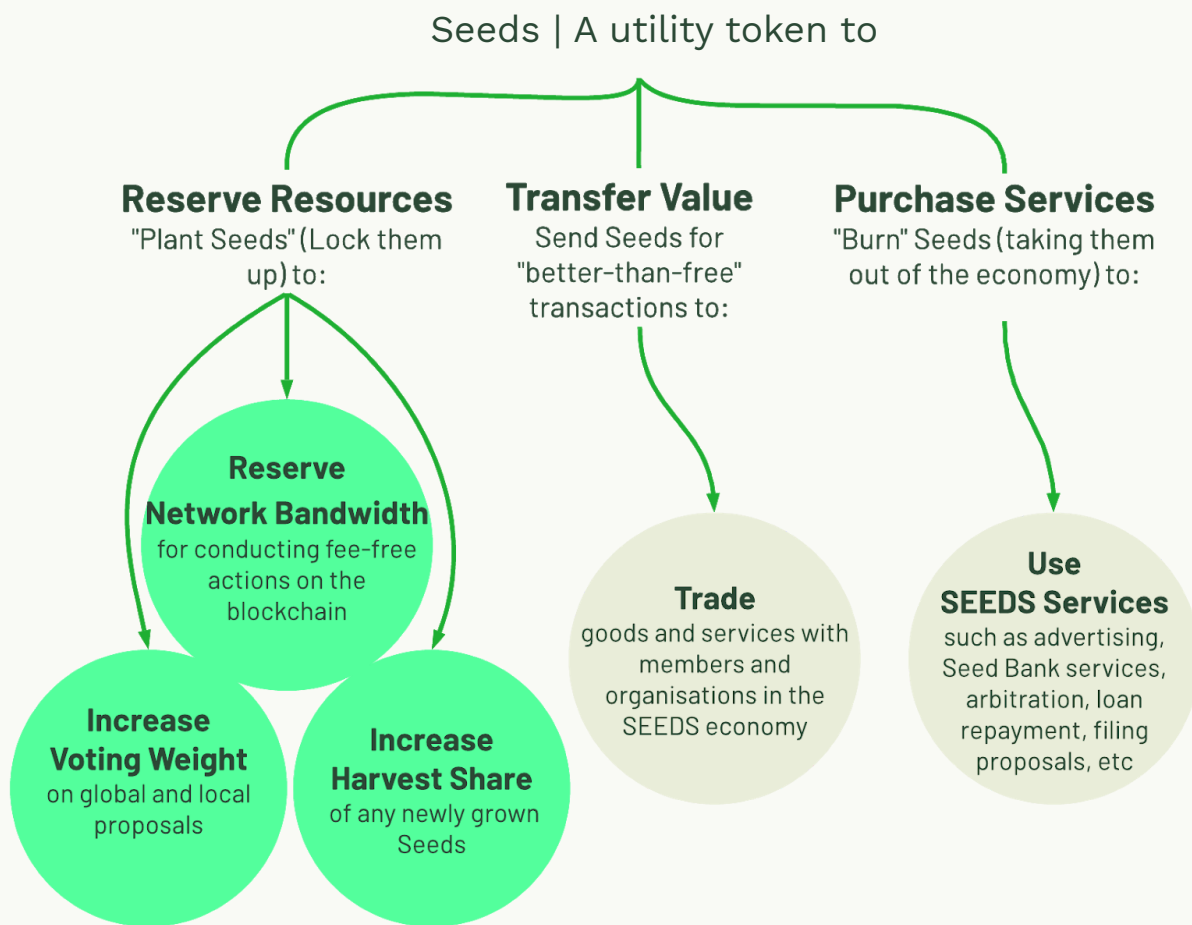 Seeds | A utility token to
Reserve Resources
"Plant Seeds" (Lock them
up) to:
Transfer Value
Send Seeds for
"better-than-free"
transactions to:
Purchase Services
"Burn" Seeds (taking them
out of the economy) to:
Reserve
Network Bandwidth
for conducting fee-free
actions on the
blockchain
Increase
Voting Weight
on global and local
proposals
Increase
Harvest Share
of any newly grown
Seeds
Trade
goods and services with
members and
organisations in the
SEEDS economy
Use
SEEDS Services
such as advertising,
Seed Bank services,
arbitration, loan
repayment, filing
proposals, etc